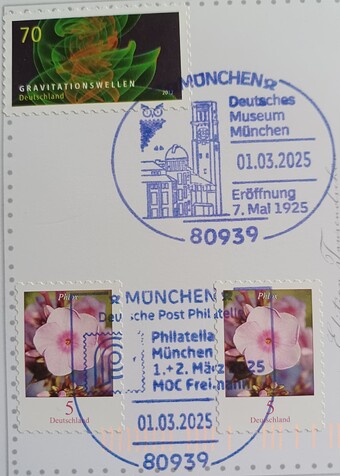 70
GRAVITATIONSWELLEN
Deutschland
MÜNCHEN
Deutsches
Museum
München
01.03.2025
Eröffnung
7. Mai 1925
80939
MÜNCHEN
Deutsche Post Philatelie
Phlox
Philatelia
München
1.+2. März 2025
MOC Freimann
5
Deutschland
5
Deutschland
01.03.2025
80939